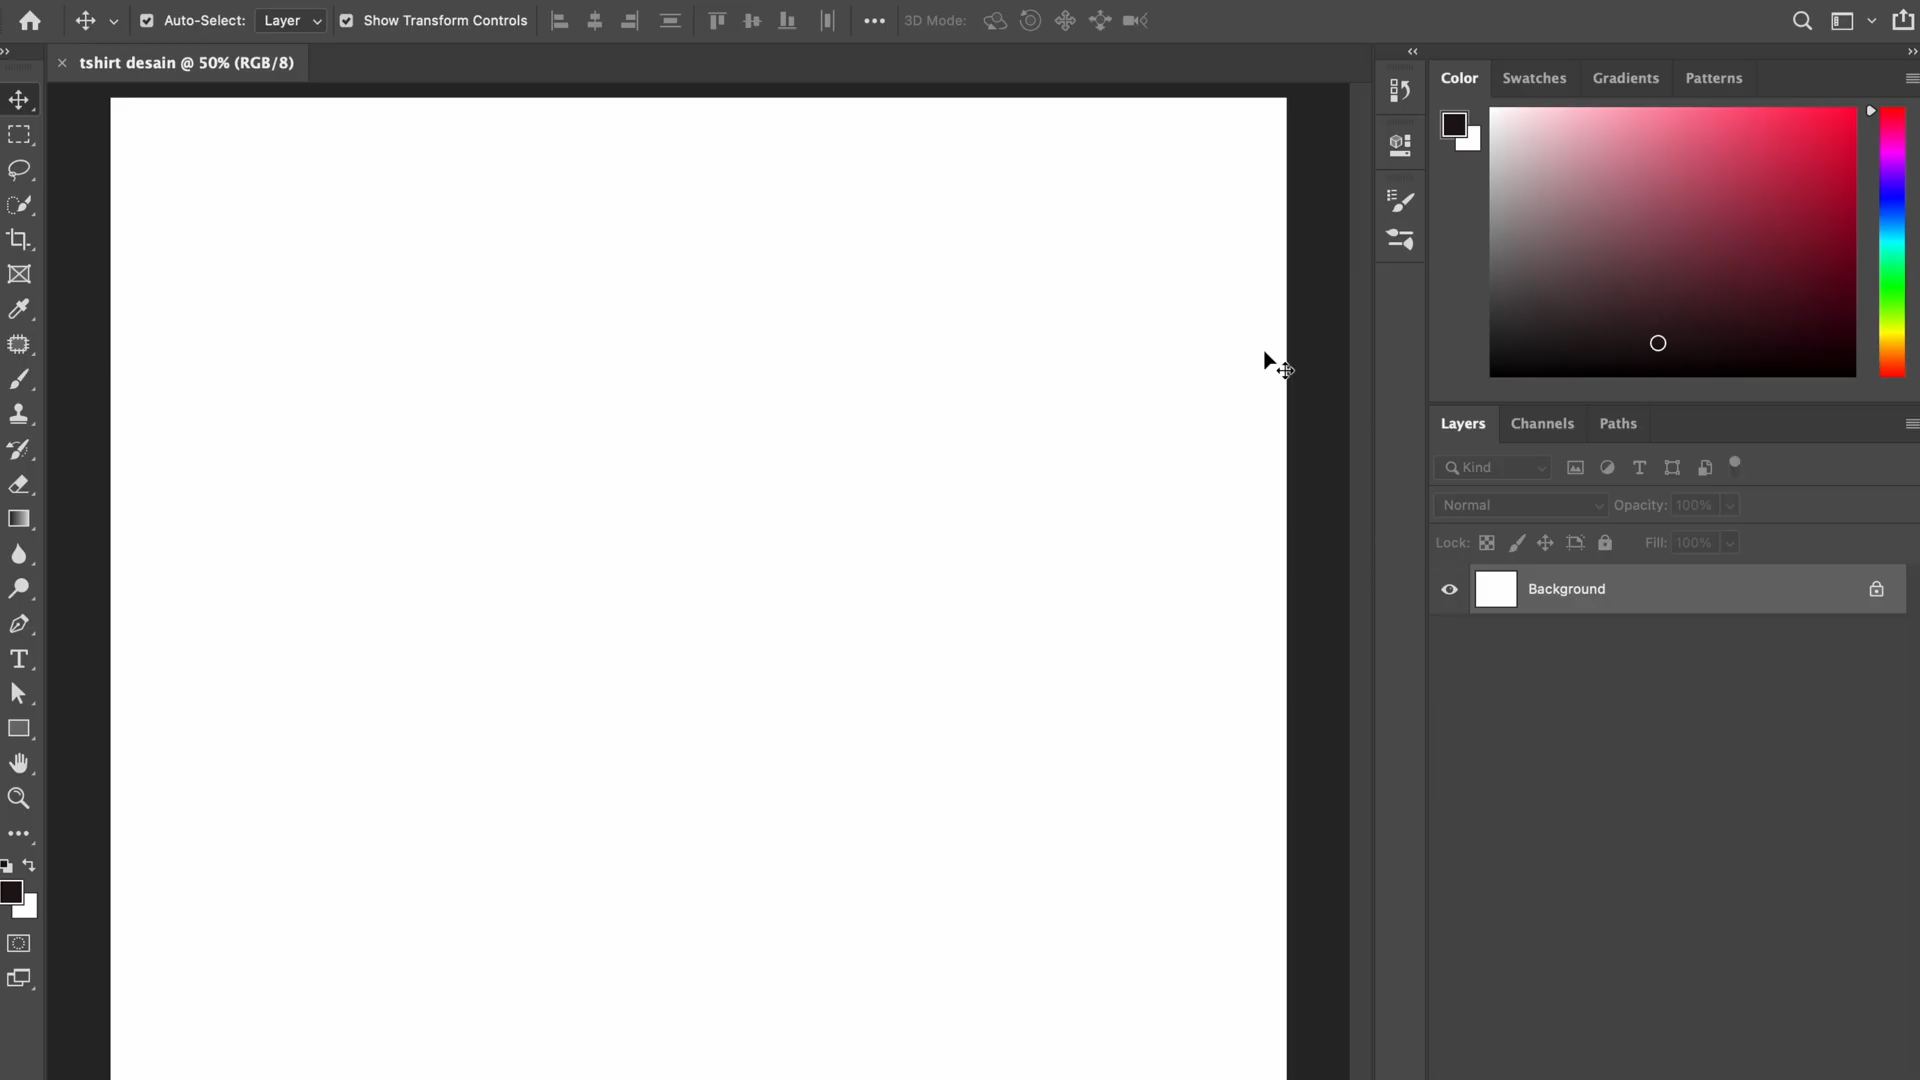 Auto-Select: Layer Show Transform Controls 3D Mode:
tshirt desain @ 50% (RGB/8)
Color Swatches Gradients Patterns
Layers Channels Paths
Kind
Normal Opacity: 100%
Lock: Fill: 100%
Background